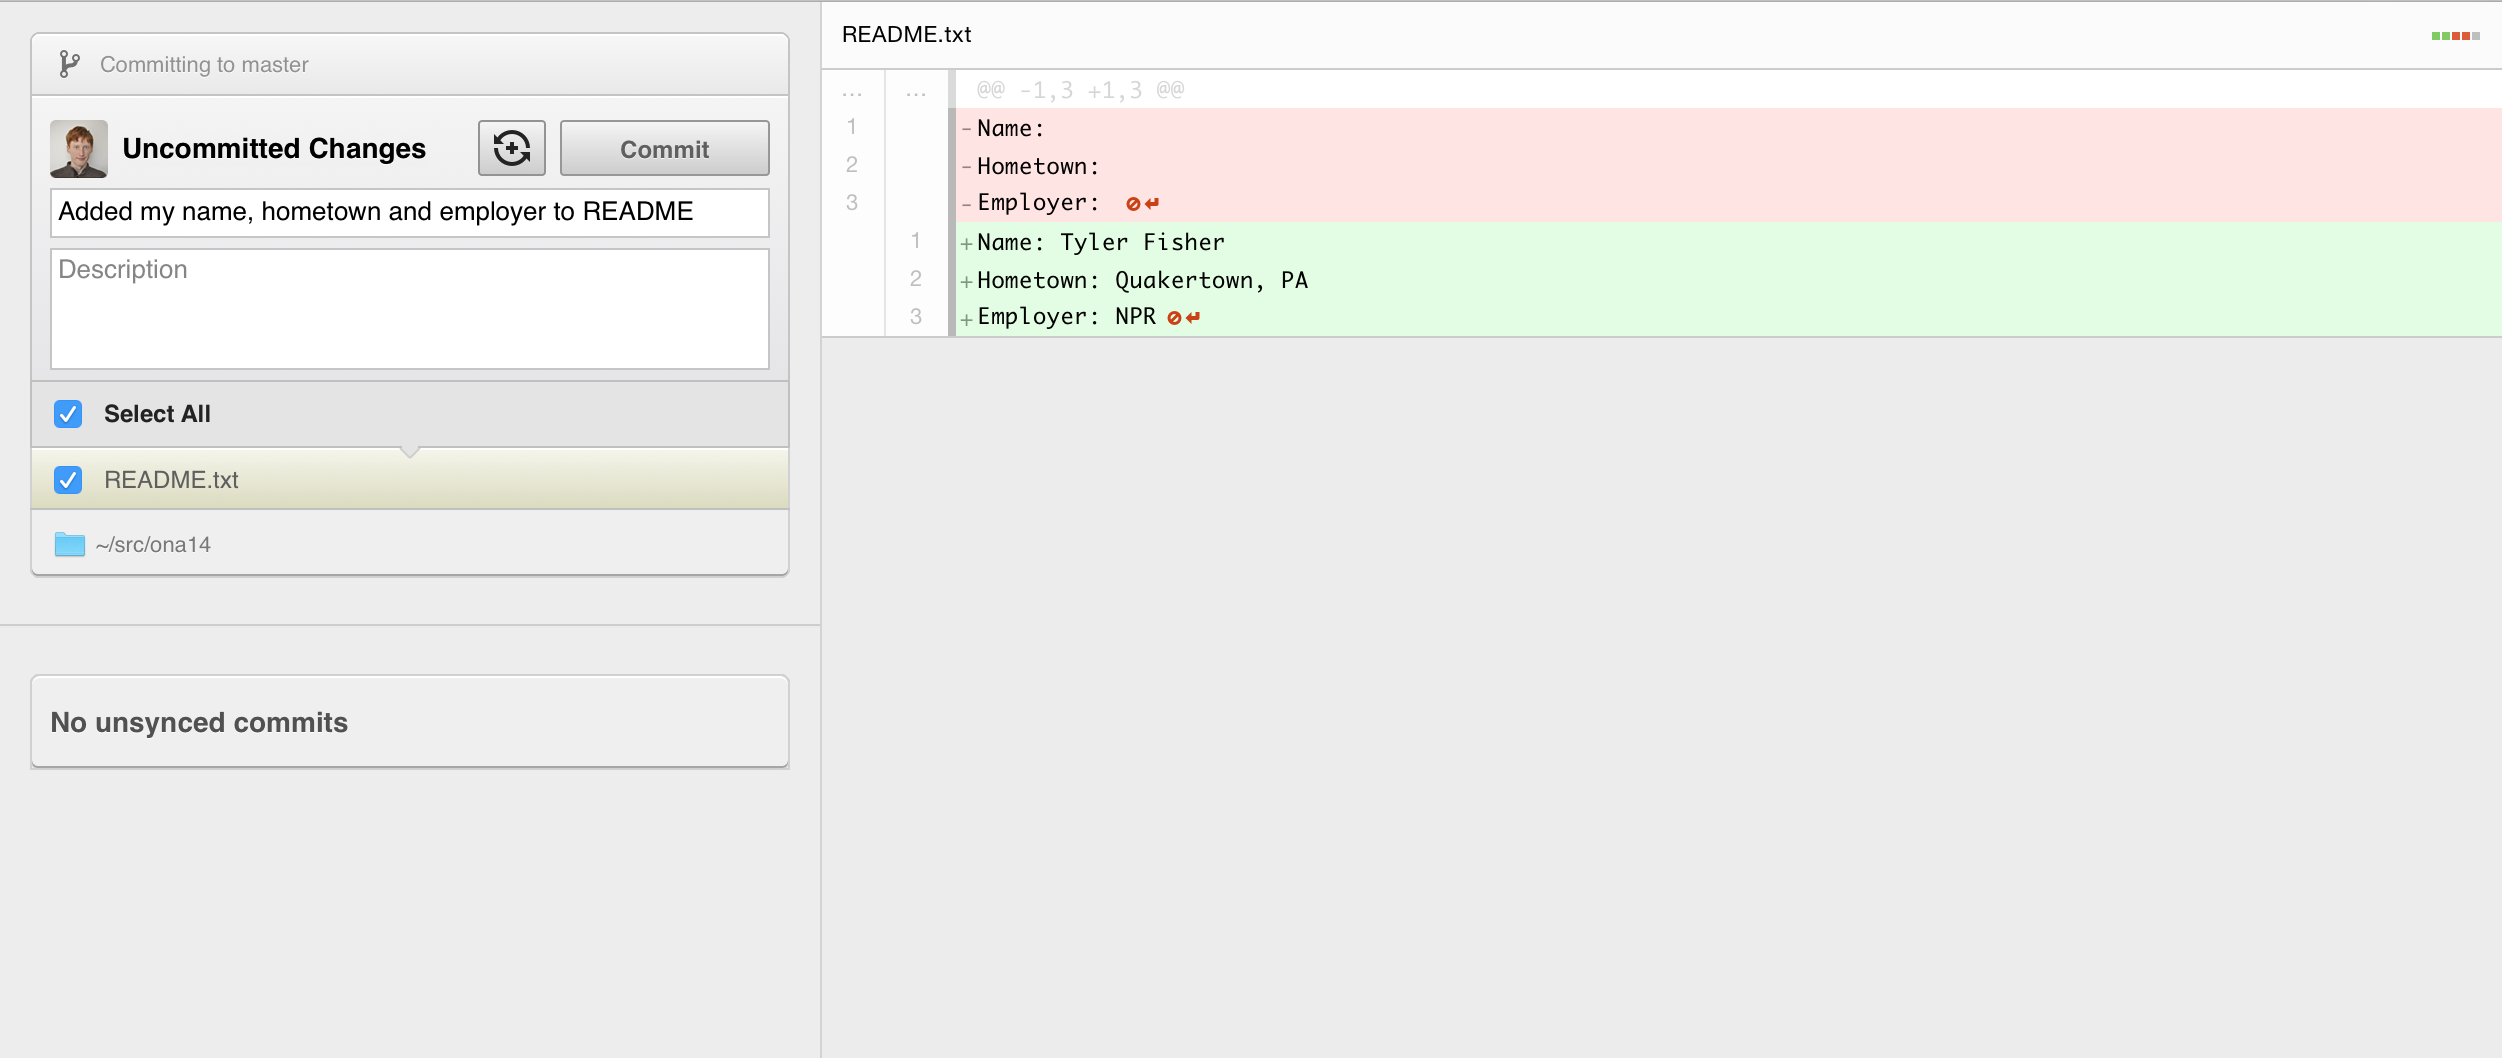 Committing to master
Uncommitted Changes
Commit
Added my name, hometown and employer to README
Description
Select All
README.txt
~/src/ona14
No unsynced commits
README.txt
... ... @@ -1,3 +1,3 @@
1 -Name:
2 -Hometown:
3 -Employer:
1 +Name: Tyler Fisher
2 +Hometown: Quakertown, PA
3 +Employer: NPR